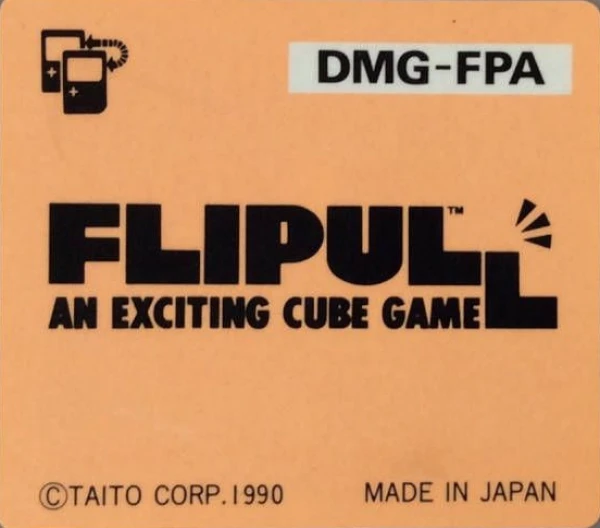 DMG-FPA
FLIPULL™
AN EXCITING CUBE GAME
©TAITO CORP.1990
MADE IN JAPAN